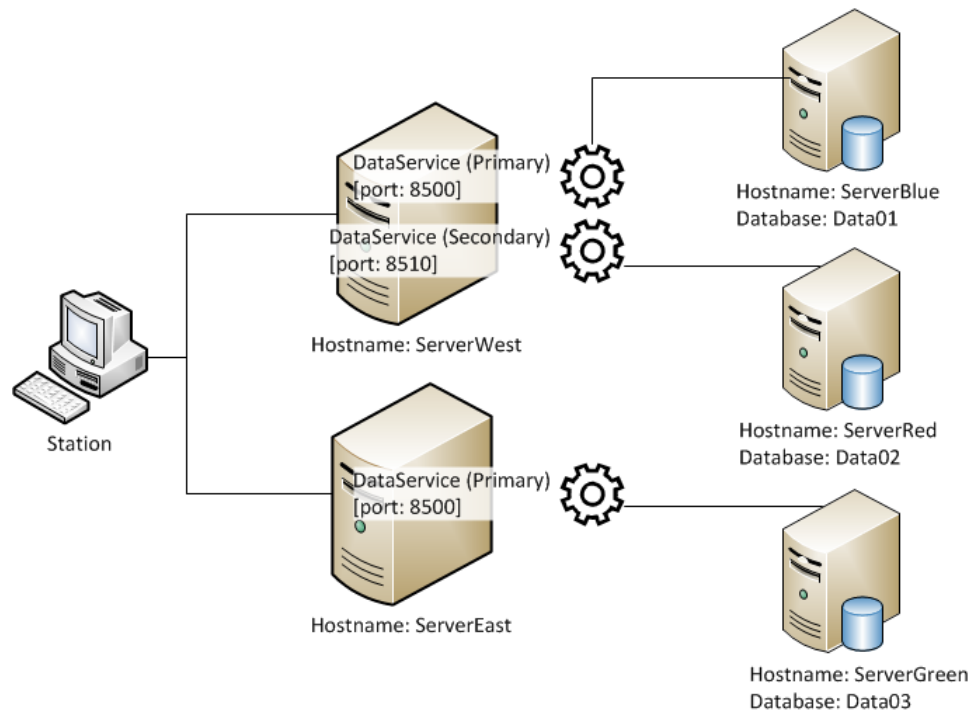 DataService (Primary)
[port: 8500]
DataService (Secondary)
[port: 8510]
Hostname: ServerWest
Hostname: ServerBlue
Database: Data01
Hostname: ServerRed
Database: Data02
Station
DataService (Primary)
[port: 8500]
Hostname: ServerEast
Hostname: ServerGreen
Database: Data03